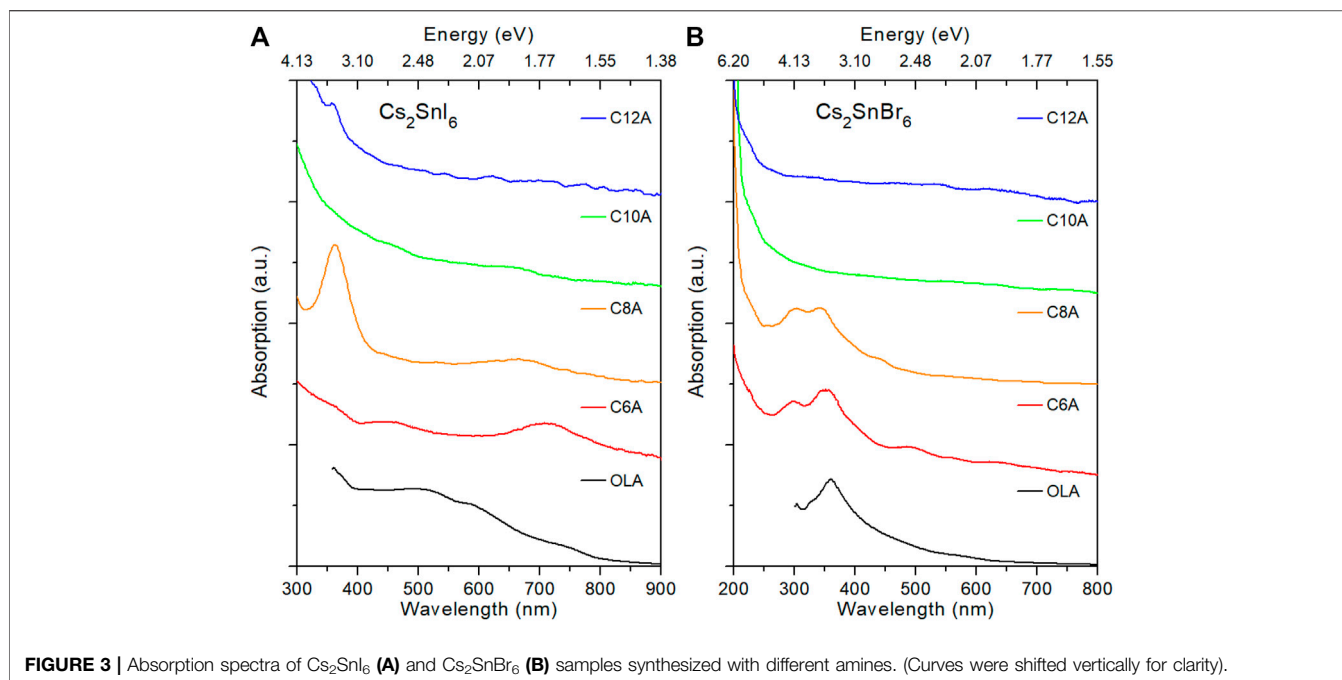 A
Energy (eV)
4.13 3.10 2.48 2.07 1.77 1.55 1.38
Cs₂SnI₆
C12A
C10A
C8A
C6A
OLA
Absorption (a.u.)
300 400 500 600 700 800 900
Wavelength (nm)
B
Energy (eV)
6.20 4.13 3.10 2.48 2.07 1.77 1.55
Cs₂SnBr₆
C12A
C10A
C8A
C6A
OLA
Absorption (a.u.)
200 300 400 500 600 700 800
Wavelength (nm)
FIGURE 3 | Absorption spectra of Cs₂SnI₆ (A) and Cs₂SnBr₆ (B) samples synthesized with different amines. (Curves were shifted vertically for clarity).